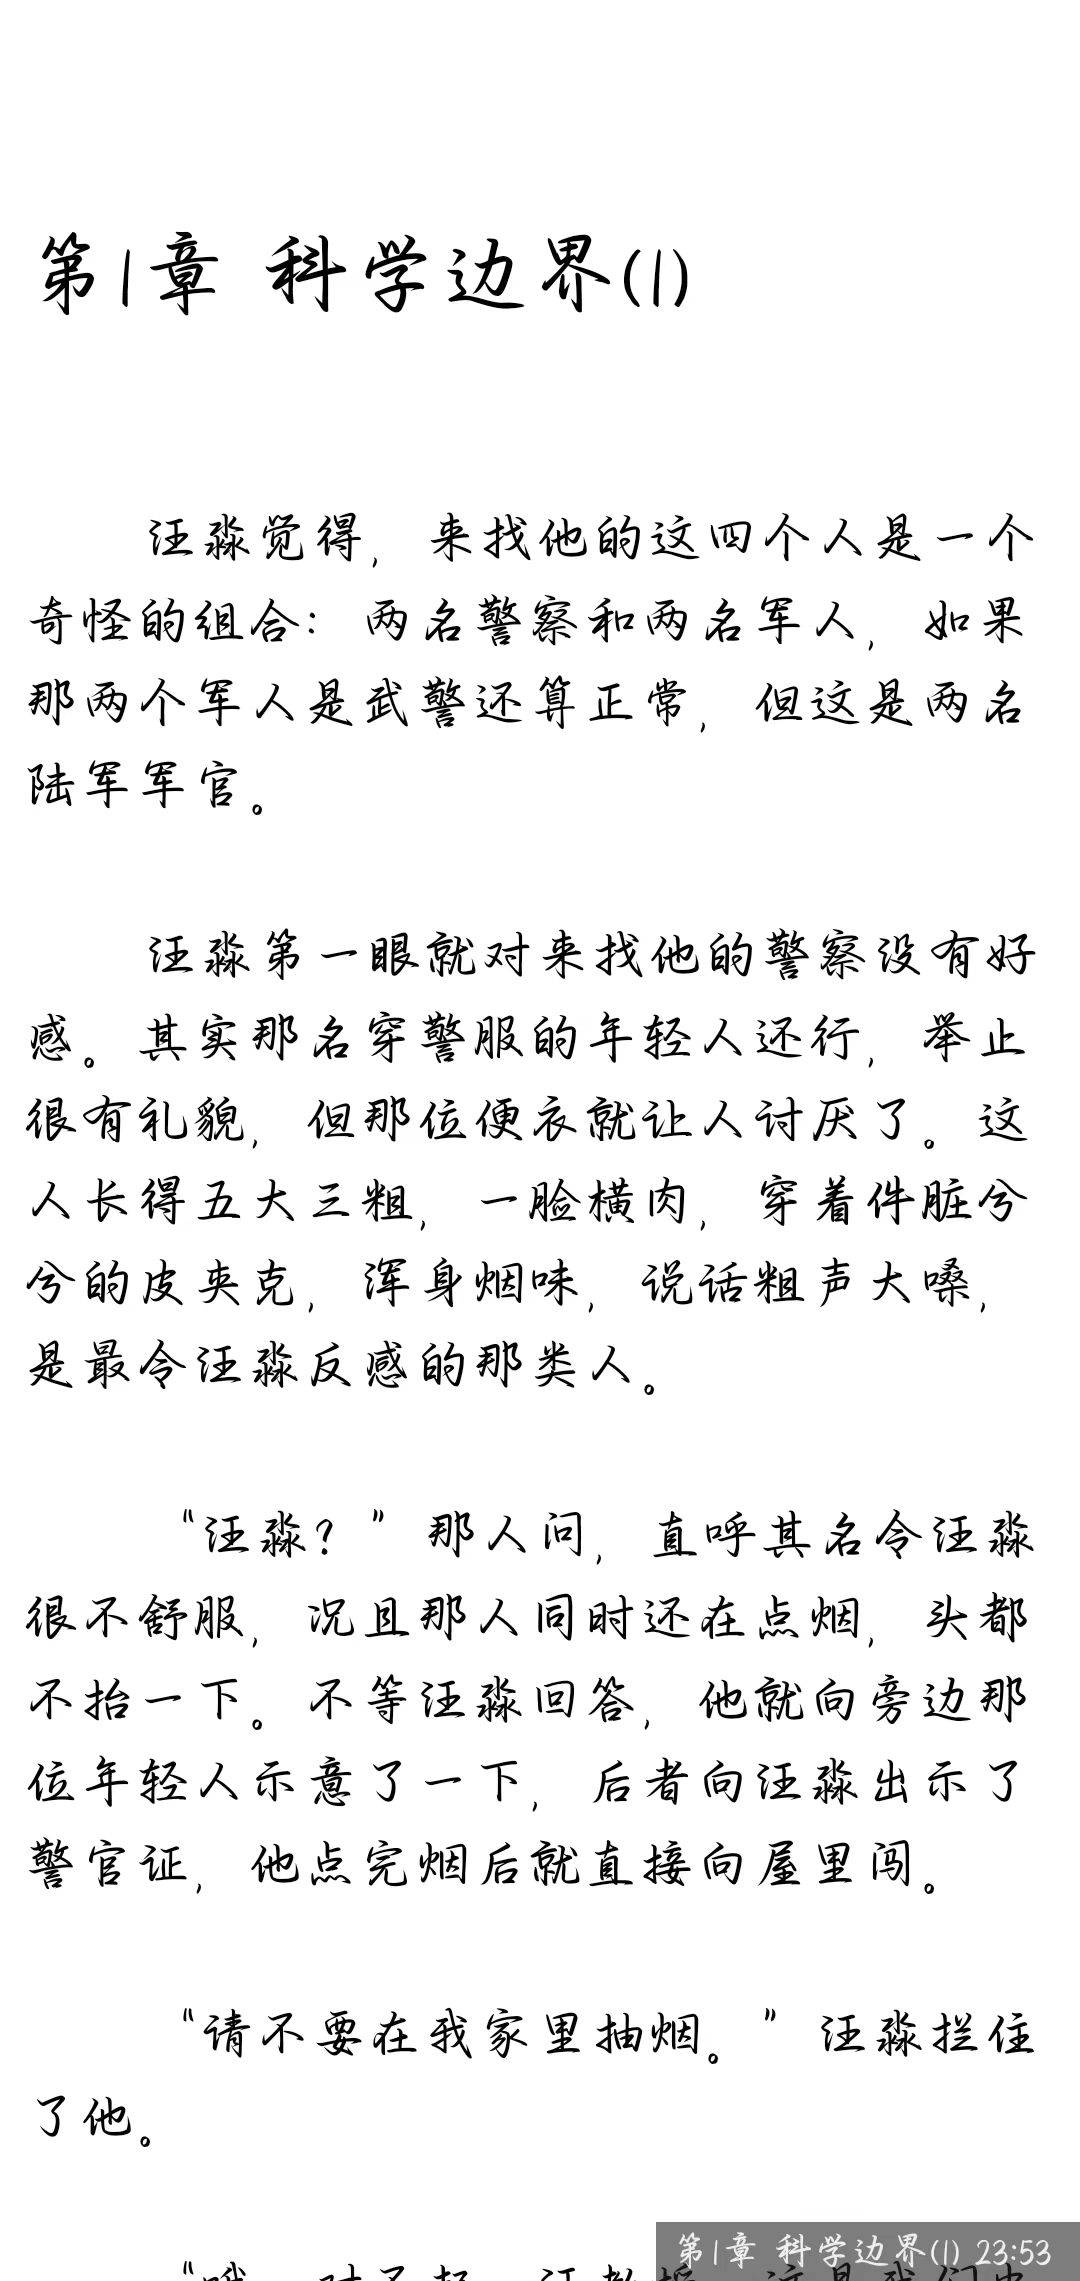 第1章 科学边界(1)
汪淼觉得，来找他的这四个人是一个
奇怪的组合：两名警察和两名军人，如果
那两个军人是武警还算正常，但这是两名
陆军军官。
汪淼第一眼就对来找他的警察没有好
感。其实那名穿警服的年轻人还行，举止
很有礼貌，但那位便衣就让人讨厌了。这
人长得五大三粗，一脸横肉，穿着件脏兮
兮的皮夹克，浑身烟味，说话粗声大嗓，
是最令汪淼反感的那类人。
“汪淼？”那人问，直呼其名令汪淼
很不舒服，况且那人同时还在点烟，头都
不抬一下。不等汪淼回答，他就向旁边那
位年轻人示意了一下，后者向汪淼出示了
警官证，他点完烟后就直接向屋里闯。
“请不要在我家里抽烟。”汪淼拦住
了他。
第1章 科学边界(1) 23:53